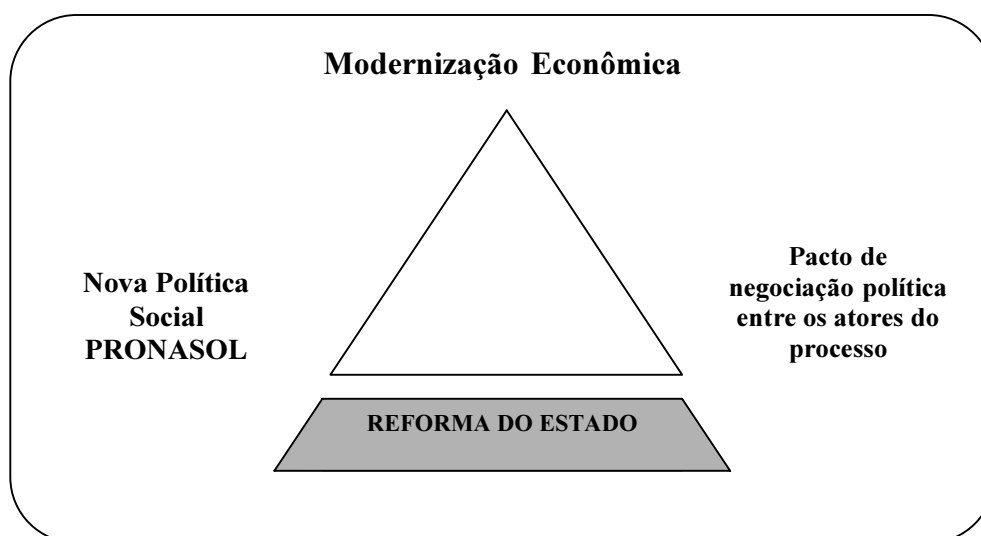 Modernização Econômica
Nova Política
Social
PRONASOL
Pacto de
negociação política
entre os atores do
processo
REFORMA DO ESTADO